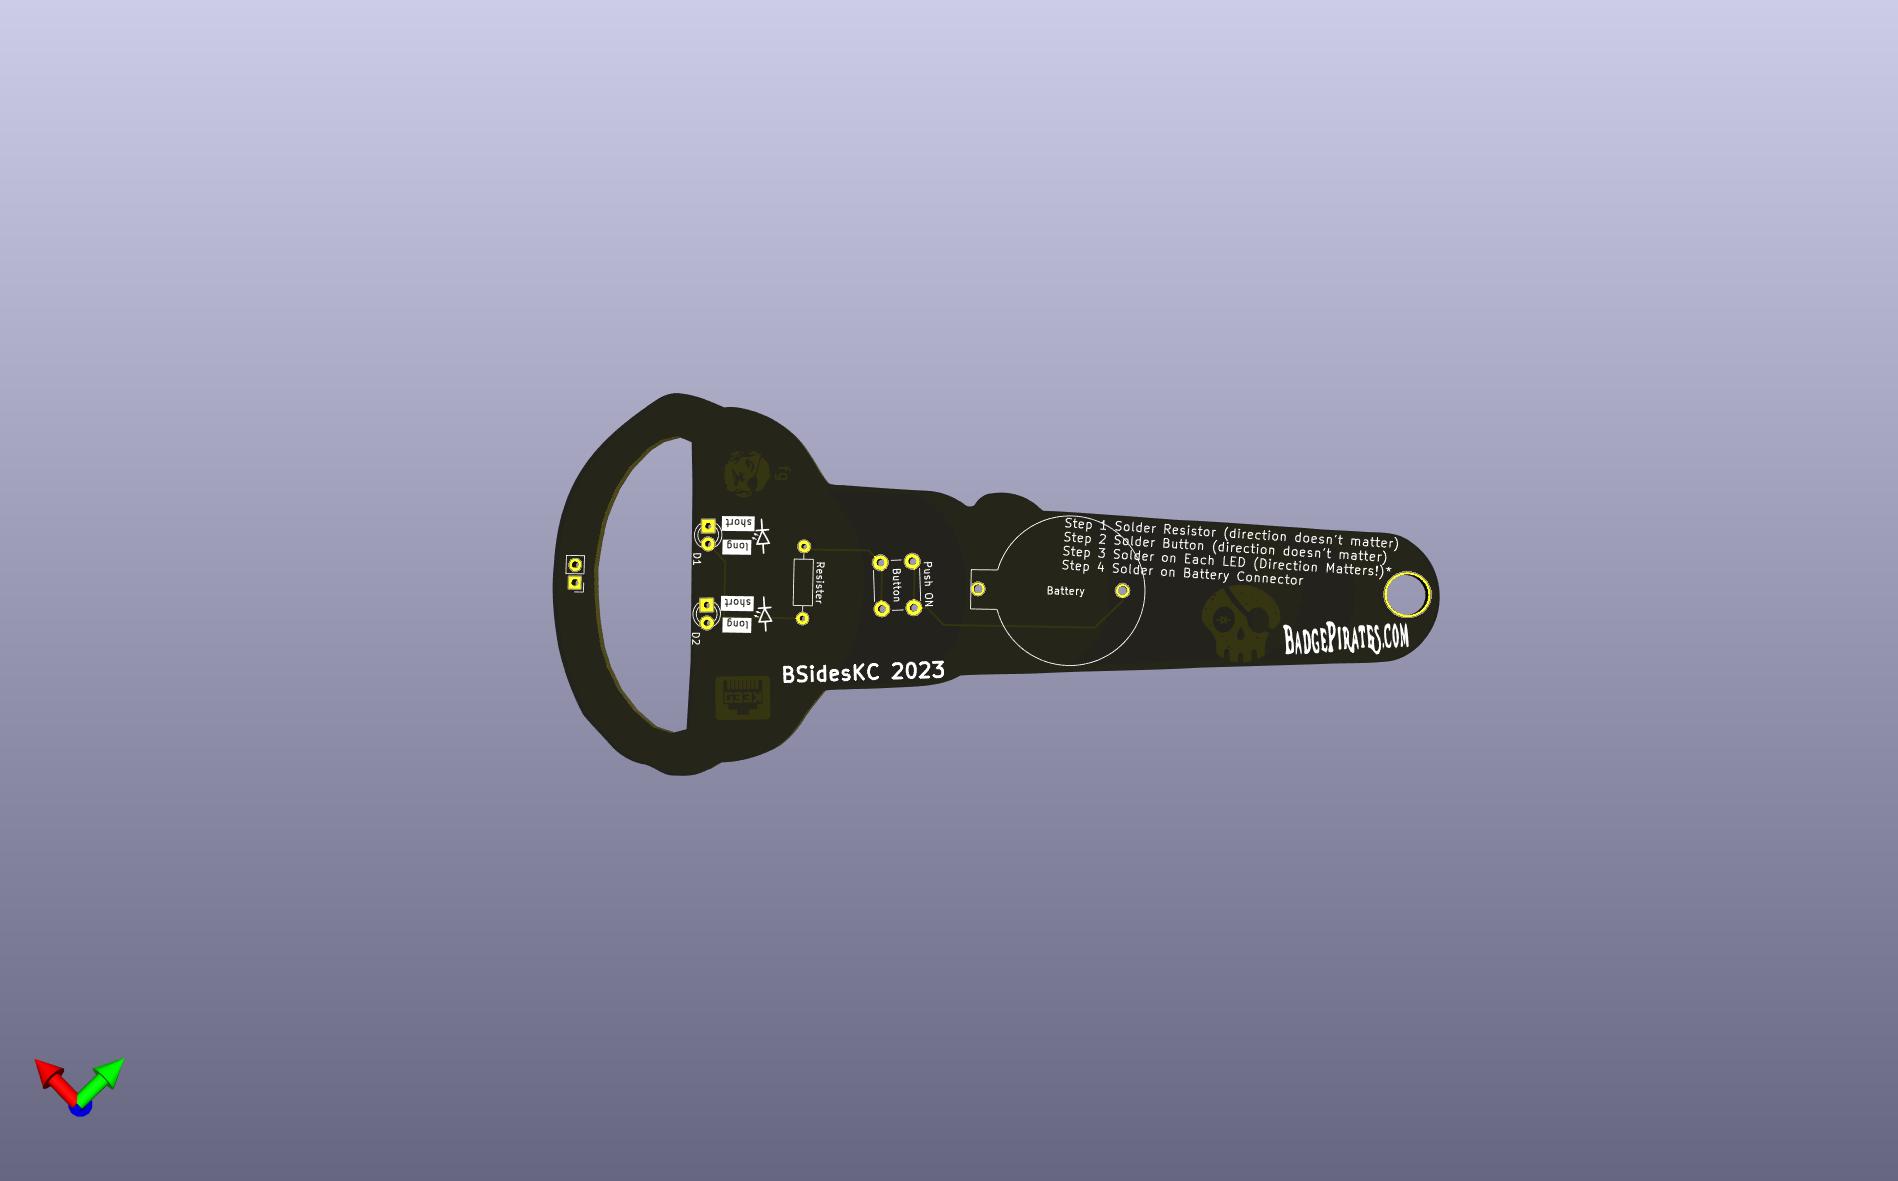 Step 1 Solder Resistor (direction doesn't matter)
Step 2 Solder Button (direction doesn't matter)
Step 3 Solder on Each LED (Direction Matters!)*
Step 4 Solder on Battery Connector
fg
short
long
D1
short
long
D2
Resister
Button
Push ON
Battery
BSidesKC 2023
BADGEPIRATES.COM
KEEG